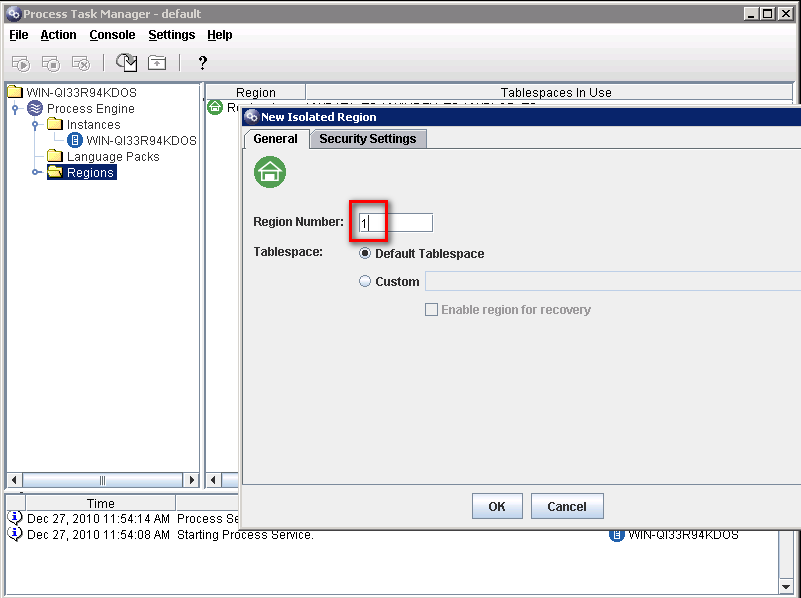 Process Task Manager - default
File Action Console Settings Help
?
WIN-QI33R94KDOS
Process Engine
Instances
WIN-QI33R94KDOS
Language Packs
Regions
Region Tablespaces In Use
New Isolated Region
General Security Settings
Region Number: 1
Tablespace: Default Tablespace
Custom
Enable region for recovery
OK Cancel
Time
Dec 27, 2010 11:54:14 AM Process Se
Dec 27, 2010 11:54:08 AM Starting Process Service. WIN-QI33R94KDOS